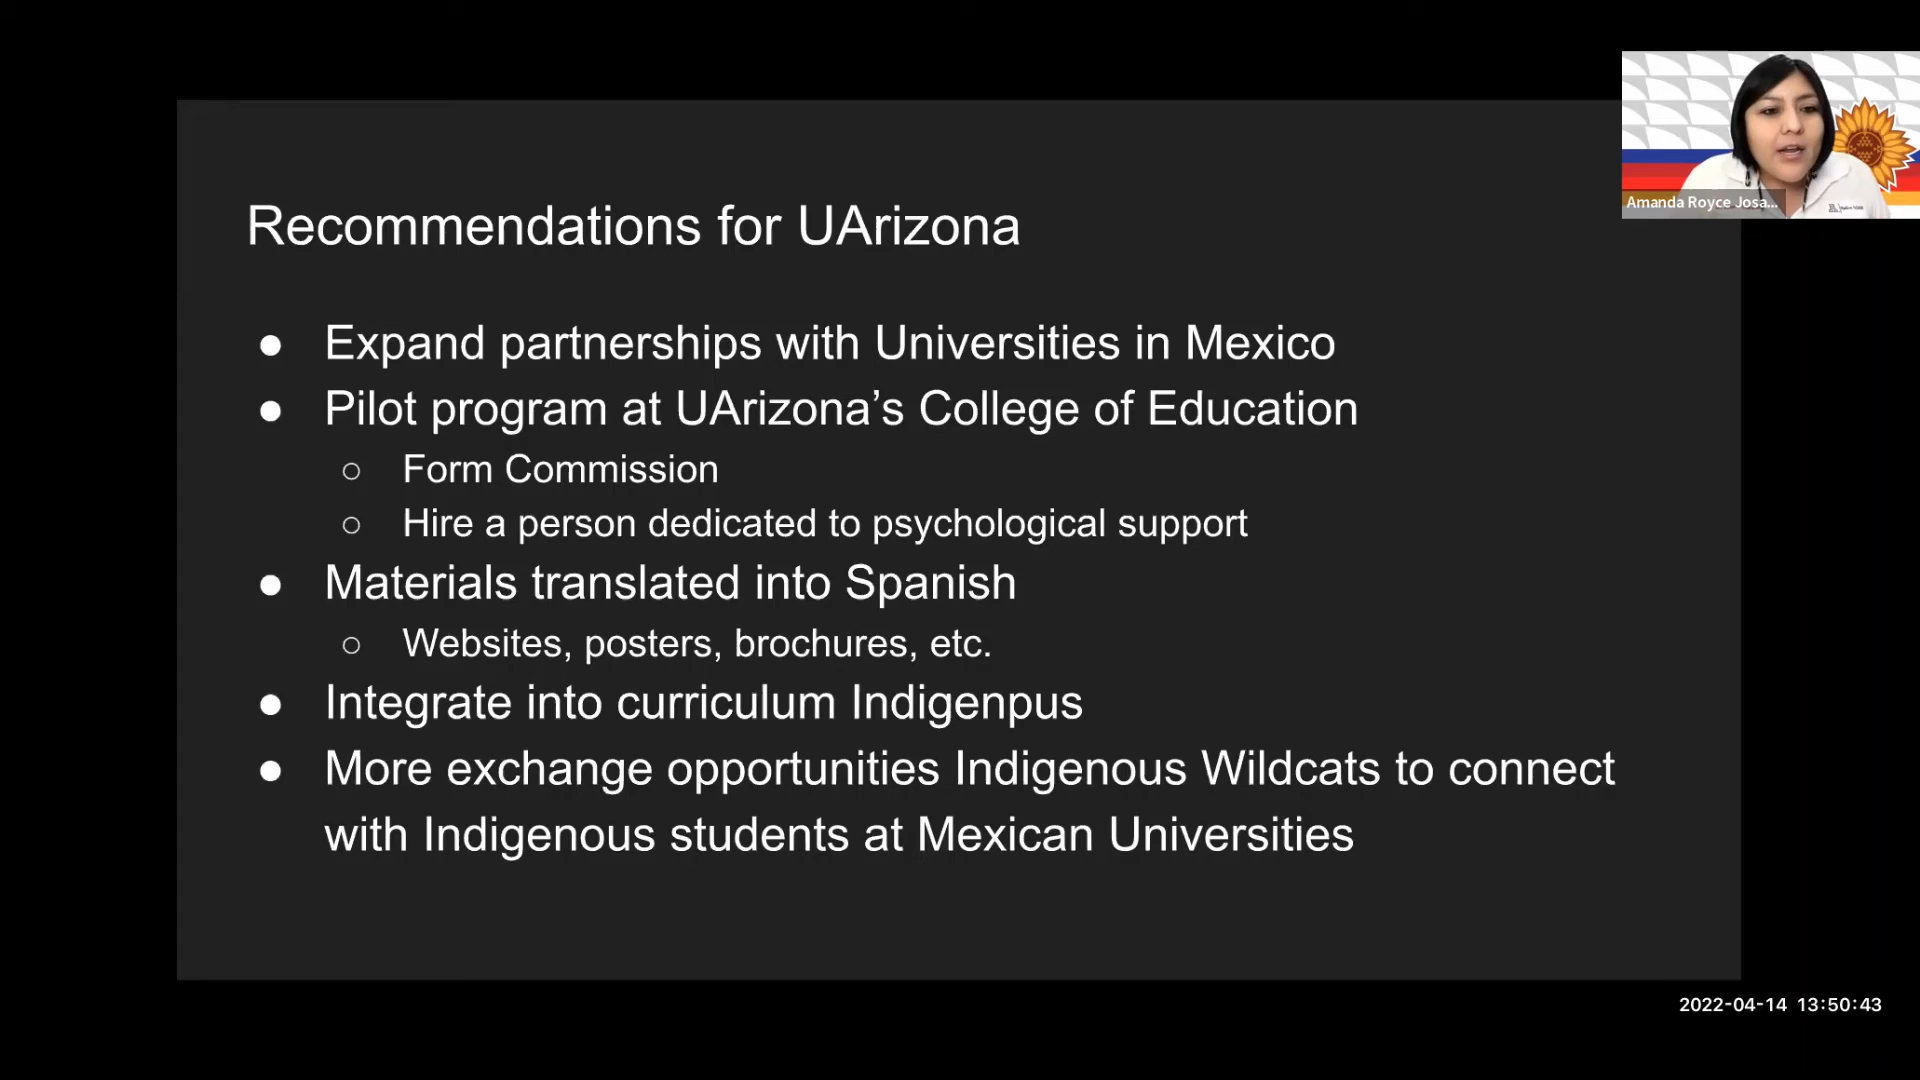 Amanda Royce Josa...
Recommendations for UArizona
● Expand partnerships with Universities in Mexico
● Pilot program at UArizona’s College of Education
○ Form Commission
○ Hire a person dedicated to psychological support
● Materials translated into Spanish
○ Websites, posters, brochures, etc.
● Integrate into curriculum Indigenpus
● More exchange opportunities Indigenous Wildcats to connect
with Indigenous students at Mexican Universities
2022-04-14 13:50:43